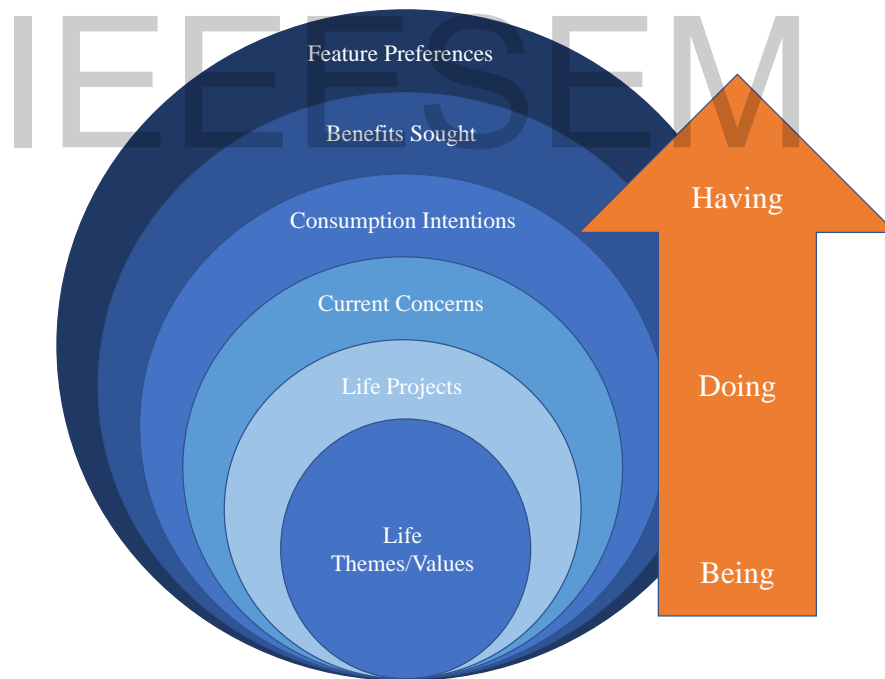 IEEESEM
Feature Preferences
Benefits Sought
Having
Consumption Intentions
Current Concerns
Life Projects
Doing
Life
Themes/Values
Being